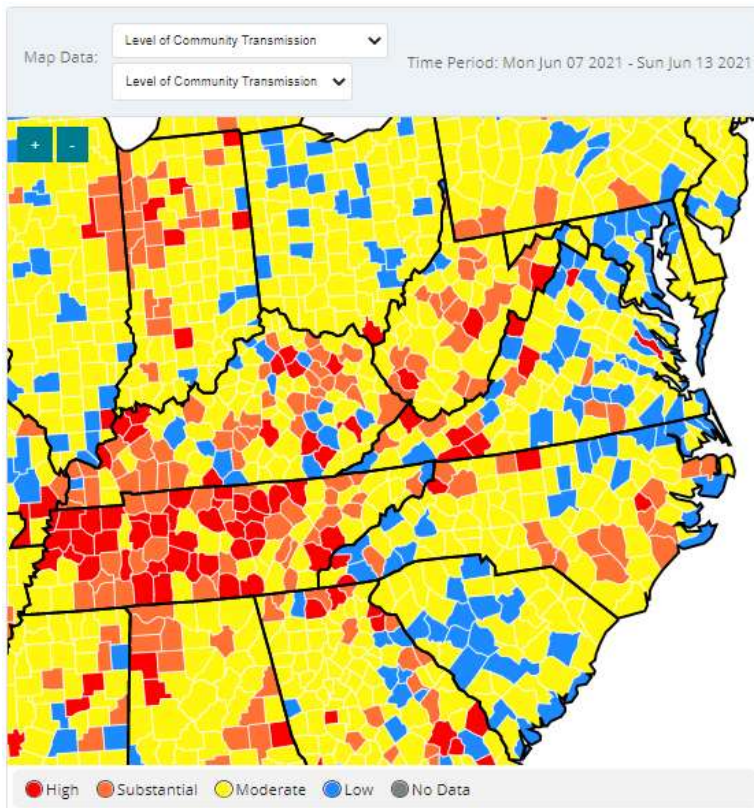 Map Data:
Level of Community Transmission
Level of Community Transmission
Time Period: Mon Jun 07 2021 - Sun Jun 13 2021
+ -
High Substantial Moderate Low No Data